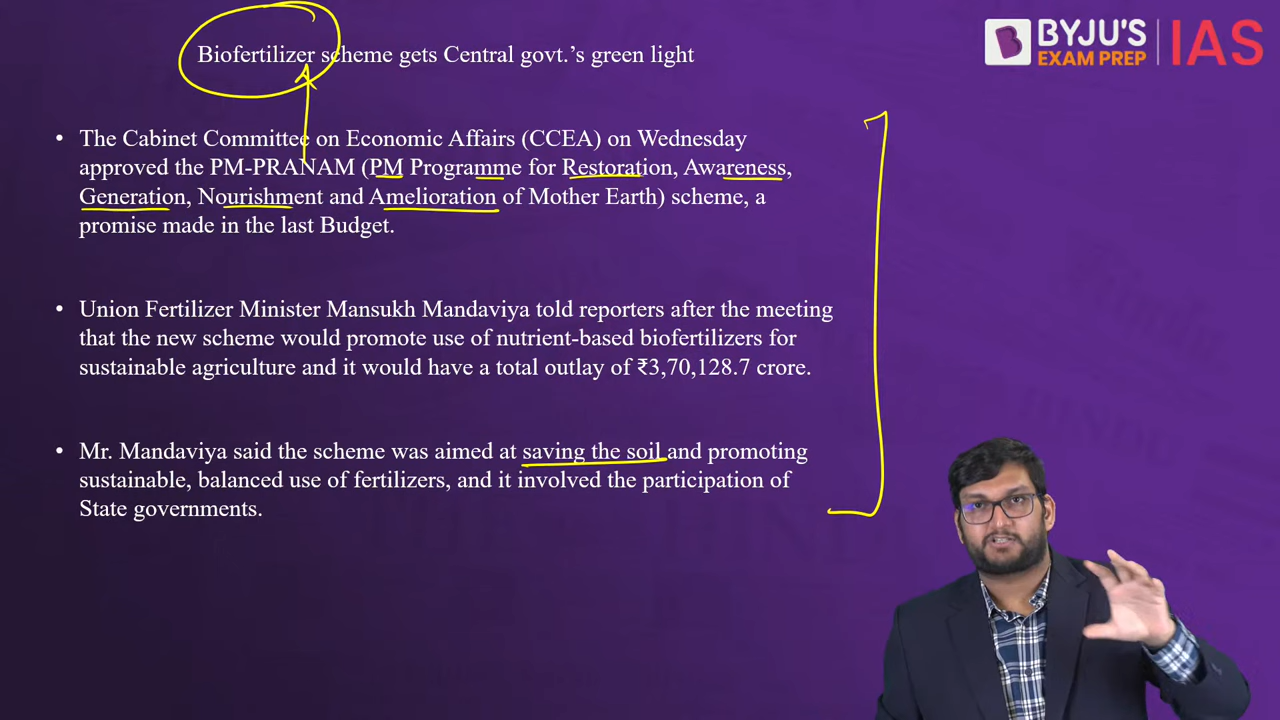 Biofertilizer scheme gets Central govt.’s green light
BYJU'S
EXAM PREP
IAS
• The Cabinet Committee on Economic Affairs (CCEA) on Wednesday
approved the PM-PRANAM (PM Programme for Restoration, Awareness,
Generation, Nourishment and Amelioration of Mother Earth) scheme, a
promise made in the last Budget.
• Union Fertilizer Minister Mansukh Mandaviya told reporters after the meeting
that the new scheme would promote use of nutrient-based biofertilizers for
sustainable agriculture and it would have a total outlay of ₹3,70,128.7 crore.
• Mr. Mandaviya said the scheme was aimed at saving the soil and promoting
sustainable, balanced use of fertilizers, and it involved the participation of
State governments.